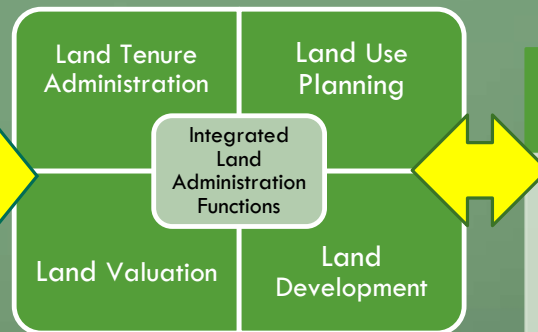 Land Tenure
Administration
Land Use
Planning
Integrated
Land
Administration
Functions
Land Valuation
Land
Development